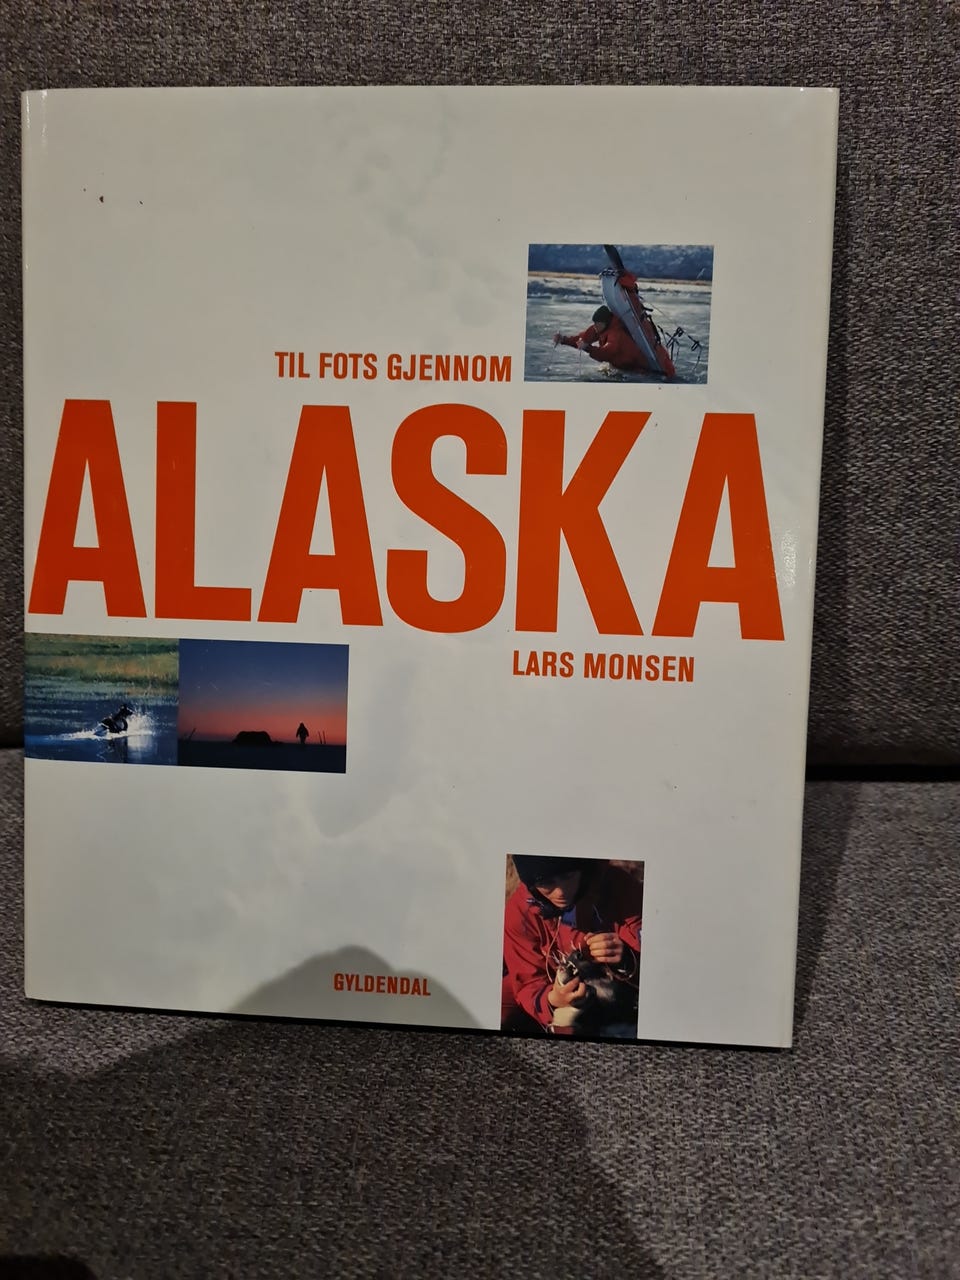 TIL FOTS GJENNOM
ALASKA
LARS MONSEN
GYLDENDAL